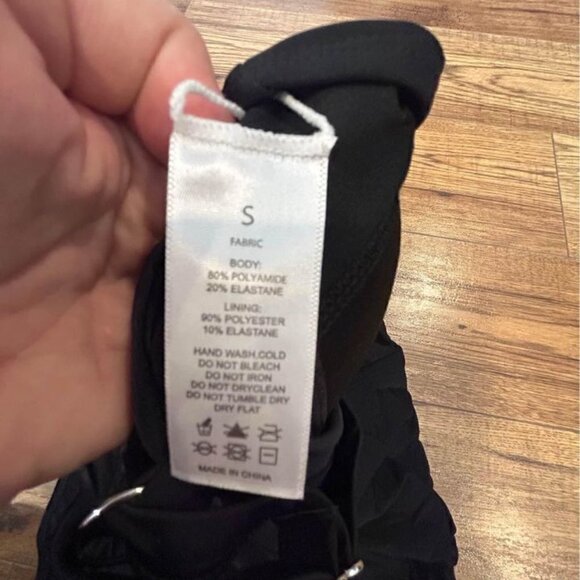 S
FABRIC
BODY:
80% POLYAMIDE
20% ELASTANE
LINING:
90% POLYESTER
10% ELASTANE
HAND WASH,COLD
DO NOT BLEACH
DO NOT IRON
DO NOT DRYCLEAN
DO NOT TUMBLE DRY
DRY FLAT
MADE IN CHINA